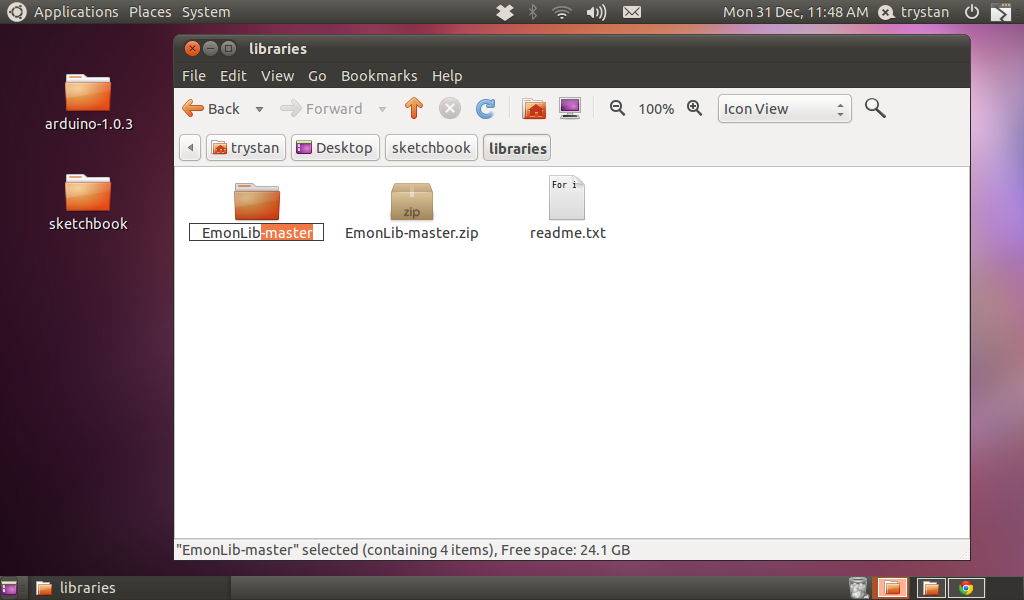 Applications Places System Mon 31 Dec, 11:48 AM trystan
libraries
File Edit View Go Bookmarks Help
Back Forward 100% Icon View
trystan Desktop sketchbook libraries
arduino-1.0.3
sketchbook
For i
zip
EmonLib-master EmonLib-master.zip readme.txt
"EmonLib-master" selected (containing 4 items), Free space: 24.1 GB
libraries